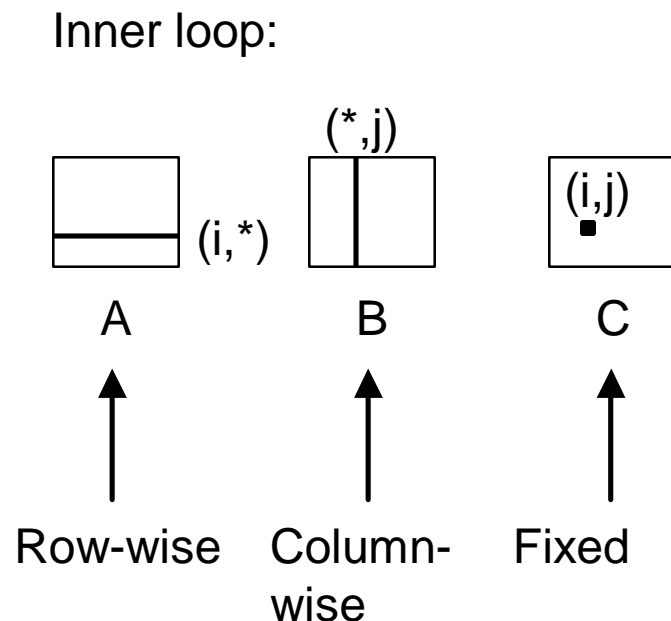 Inner loop:
(*,j)
(i,j)
(i,*)
A B C
Row-wise Column- Fixed
wise